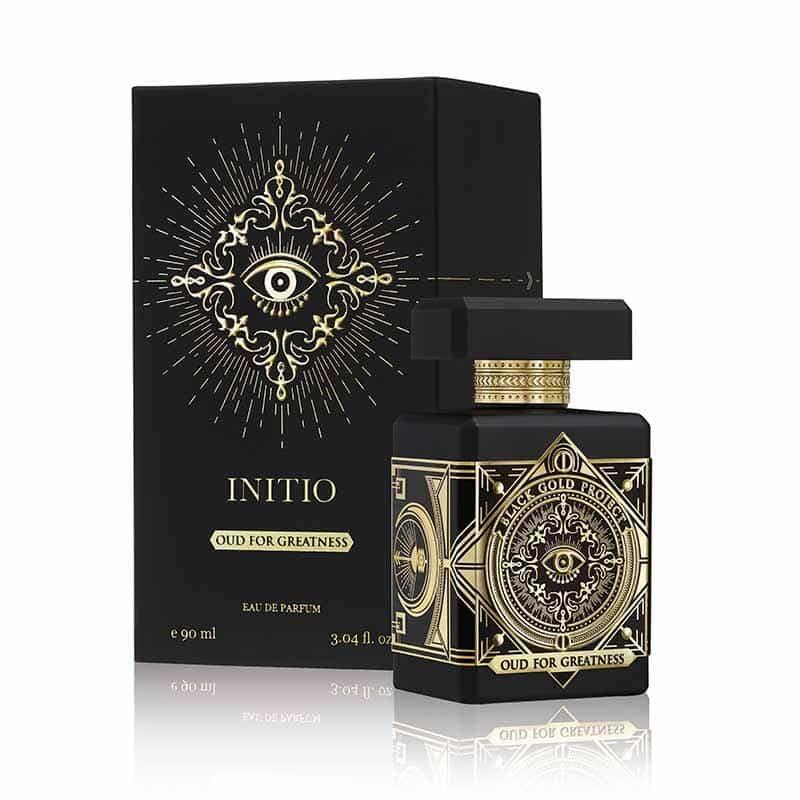 INITIO
OUD FOR GREATNESS
EAU DE PARFUM
e 90 ml
3.04 fl. oz
BLACK GOLD PROJECT
OUD FOR GREATNESS